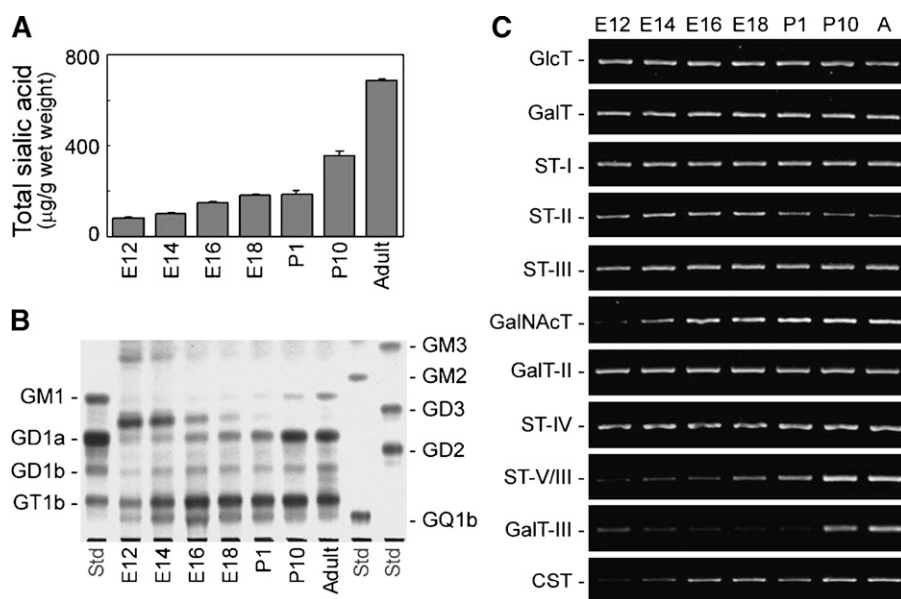 A
Total sialic acid
(μg/g wet weight)
800
400
0
E12
E14
E16
E18
P1
P10
Adult
B
GM1 -
GD1a -
GD1b -
GT1b -
- GM3
- GM2
- GD3
- GD2
- GQ1b
Std
E12
E14
E16
E18
P1
P10
Adult
Std
Std
C
E12 E14 E16 E18 P1 P10 A
GlcT -
GalT -
ST-I -
ST-II -
ST-III -
GalNAcT -
GalT-II -
ST-IV -
ST-V/III -
GalT-III -
CST -